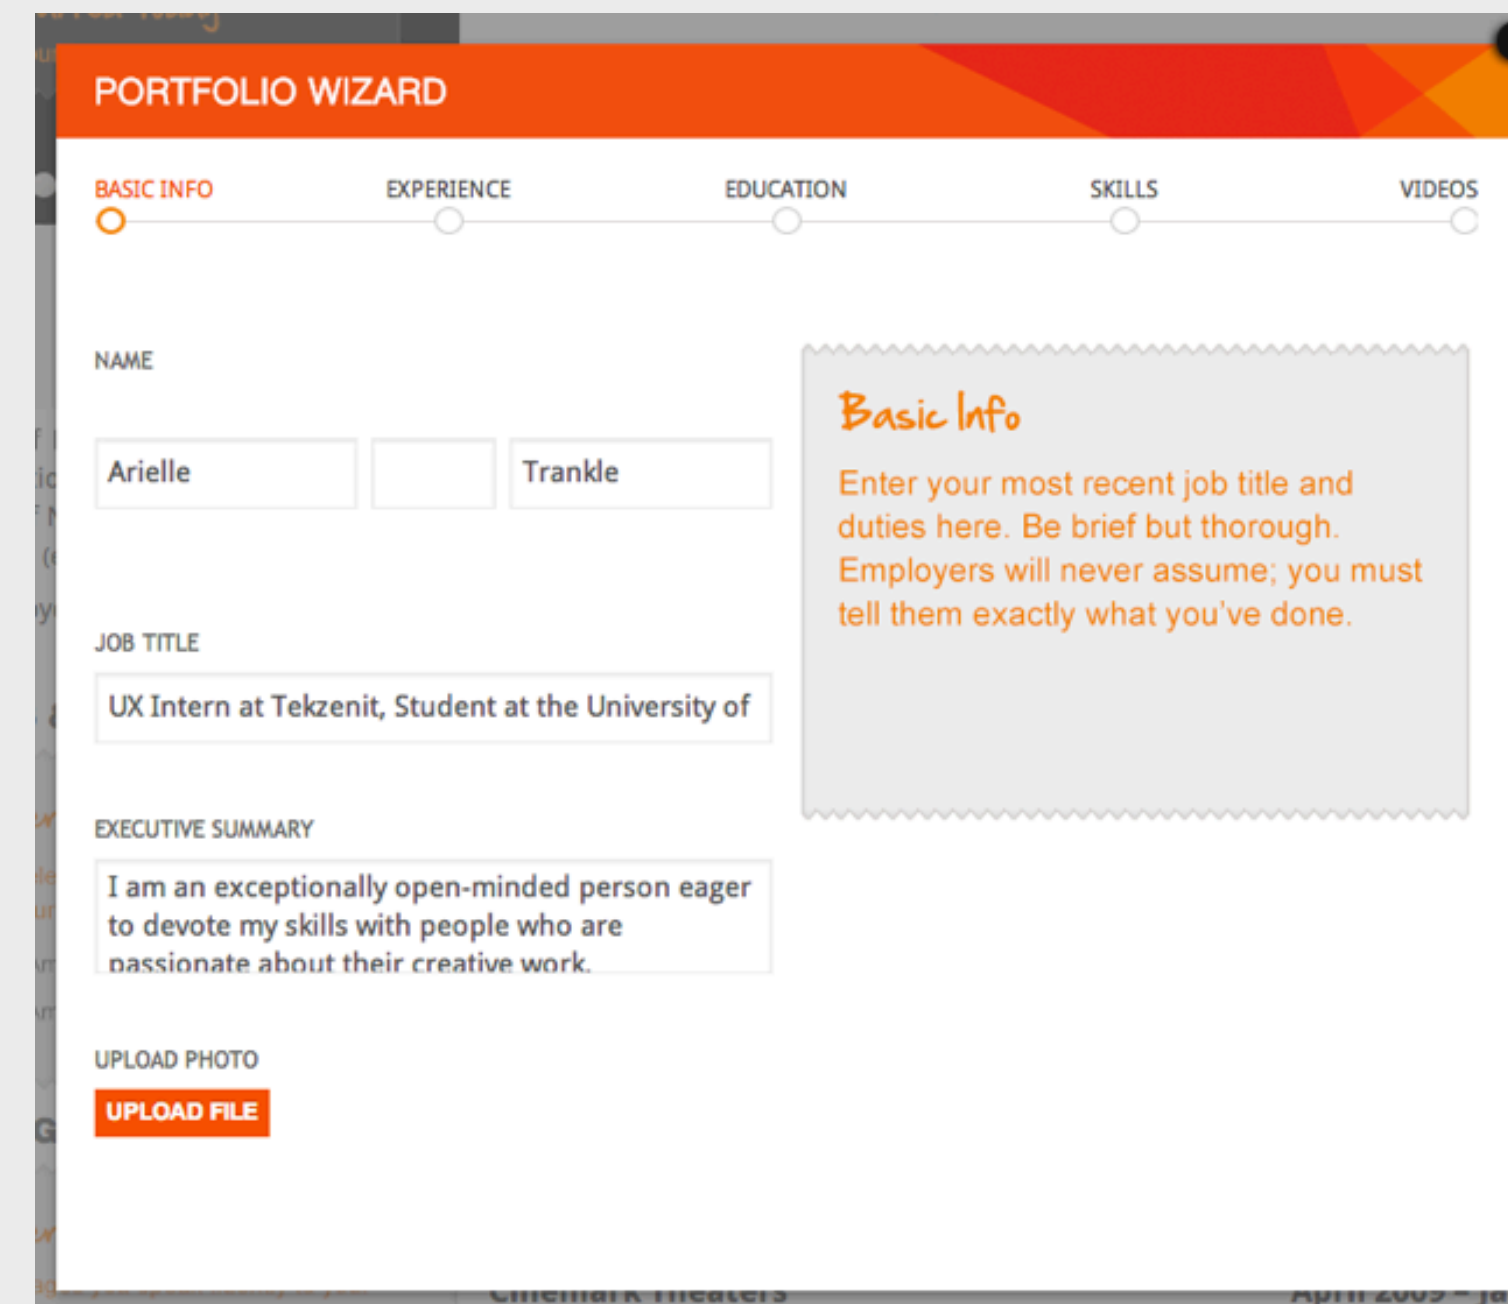 PORTFOLIO WIZARD
BASIC INFO EXPERIENCE EDUCATION SKILLS VIDEOS
NAME
Arielle Trankle
JOB TITLE
UX Intern at Tekzenit, Student at the University of
EXECUTIVE SUMMARY
I am an exceptionally open-minded person eager
to devote my skills with people who are
passionate about their creative work.
UPLOAD PHOTO
UPLOAD FILE
Basic Info
Enter your most recent job title and
duties here. Be brief but thorough.
Employers will never assume; you must
tell them exactly what you've done.
Cinemark Theaters April 2009 –